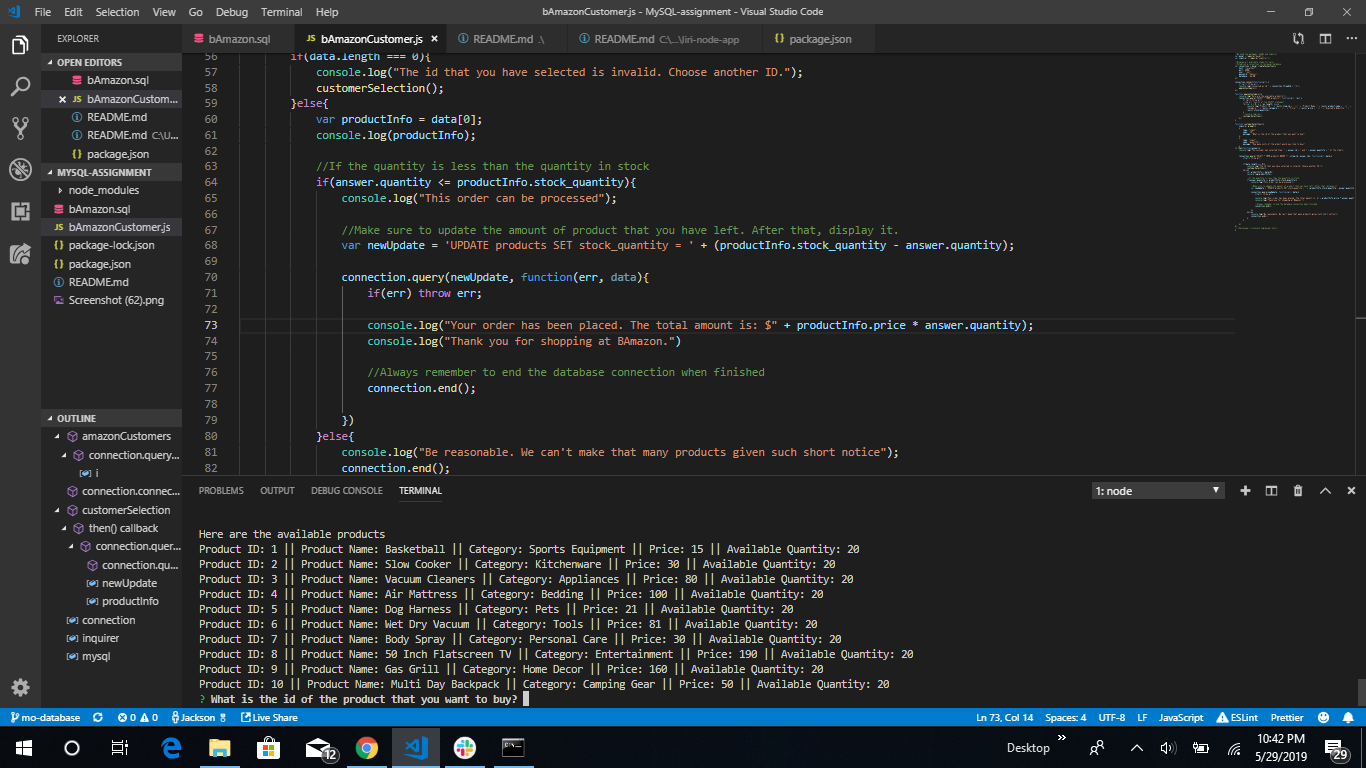 File Edit Selection View Go Debug Terminal Help
bAmazonCustomer.js - MySQL-assignment - Visual Studio Code
EXPLORER
bAmazon.sql
JS bAmazonCustomer.js
README.md .\
README.md C:\...\liri-node-app
{} package.json
OPEN EDITORS
bAmazon.sql
JS bAmazonCustom...
README.md
README.md C:\U...
{} package.json
MYSQL-ASSIGNMENT
node_modules
bAmazon.sql
JS bAmazonCustomer.js
{} package-lock.json
{} package.json
README.md
Screenshot (62).png
OUTLINE
amazonCustomers
connection.query...
i
connection.connec...
customerSelection
then() callback
connection.quer...
connection.qu...
newUpdate
productInfo
connection
inquirer
mysql
56 if(data.length === 0){
57 console.log("The id that you have selected is invalid. Choose another ID.");
58 customerSelection();
59 }else{
60 var productInfo = data[0];
61 console.log(productInfo);
62
63 //If the quantity is less than the quantity in stock
64 if(answer.quantity <= productInfo.stock_quantity){
65 console.log("This order can be processed");
66
67 //Make sure to update the amount of product that you have left. After that, display it.
68 var newUpdate = 'UPDATE products SET stock_quantity = ' + (productInfo.stock_quantity - answer.quantity);
69
70 connection.query(newUpdate, function(err, data){
71 if(err) throw err;
72
73 console.log("Your order has been placed. The total amount is: $" + productInfo.price * answer.quantity);
74 console.log("Thank you for shopping at BAmazon.")
75
76 //Always remember to end the database connection when finished
77 connection.end();
78
79 })
80 }else{
81 console.log("Be reasonable. We can't make that many products given such short notice");
82 connection.end();
PROBLEMS OUTPUT DEBUG CONSOLE TERMINAL
1: node
Here are the available products
Product ID: 1 || Product Name: Basketball || Category: Sports Equipment || Price: 15 || Available Quantity: 20
Product ID: 2 || Product Name: Slow Cooker || Category: Kitchenware || Price: 30 || Available Quantity: 20
Product ID: 3 || Product Name: Vacuum Cleaners || Category: Appliances || Price: 80 || Available Quantity: 20
Product ID: 4 || Product Name: Air Mattress || Category: Bedding || Price: 100 || Available Quantity: 20
Product ID: 5 || Product Name: Dog Harness || Category: Pets || Price: 21 || Available Quantity: 20
Product ID: 6 || Product Name: Wet Dry Vacuum || Category: Tools || Price: 81 || Available Quantity: 20
Product ID: 7 || Product Name: Body Spray || Category: Personal Care || Price: 30 || Available Quantity: 20
Product ID: 8 || Product Name: 50 Inch Flatscreen TV || Category: Entertainment || Price: 190 || Available Quantity: 20
Product ID: 9 || Product Name: Gas Grill || Category: Home Decor || Price: 160 || Available Quantity: 20
Product ID: 10 || Product Name: Multi Day Backpack || Category: Camping Gear || Price: 50 || Available Quantity: 20
? What is the id of the product that you want to buy?
mo-database 0 0 Jackson 8 Live Share Ln 73, Col 14 Spaces: 4 UTF-8 LF JavaScript ESLint Prettier
12
Desktop
10:42 PM
5/29/2019
29